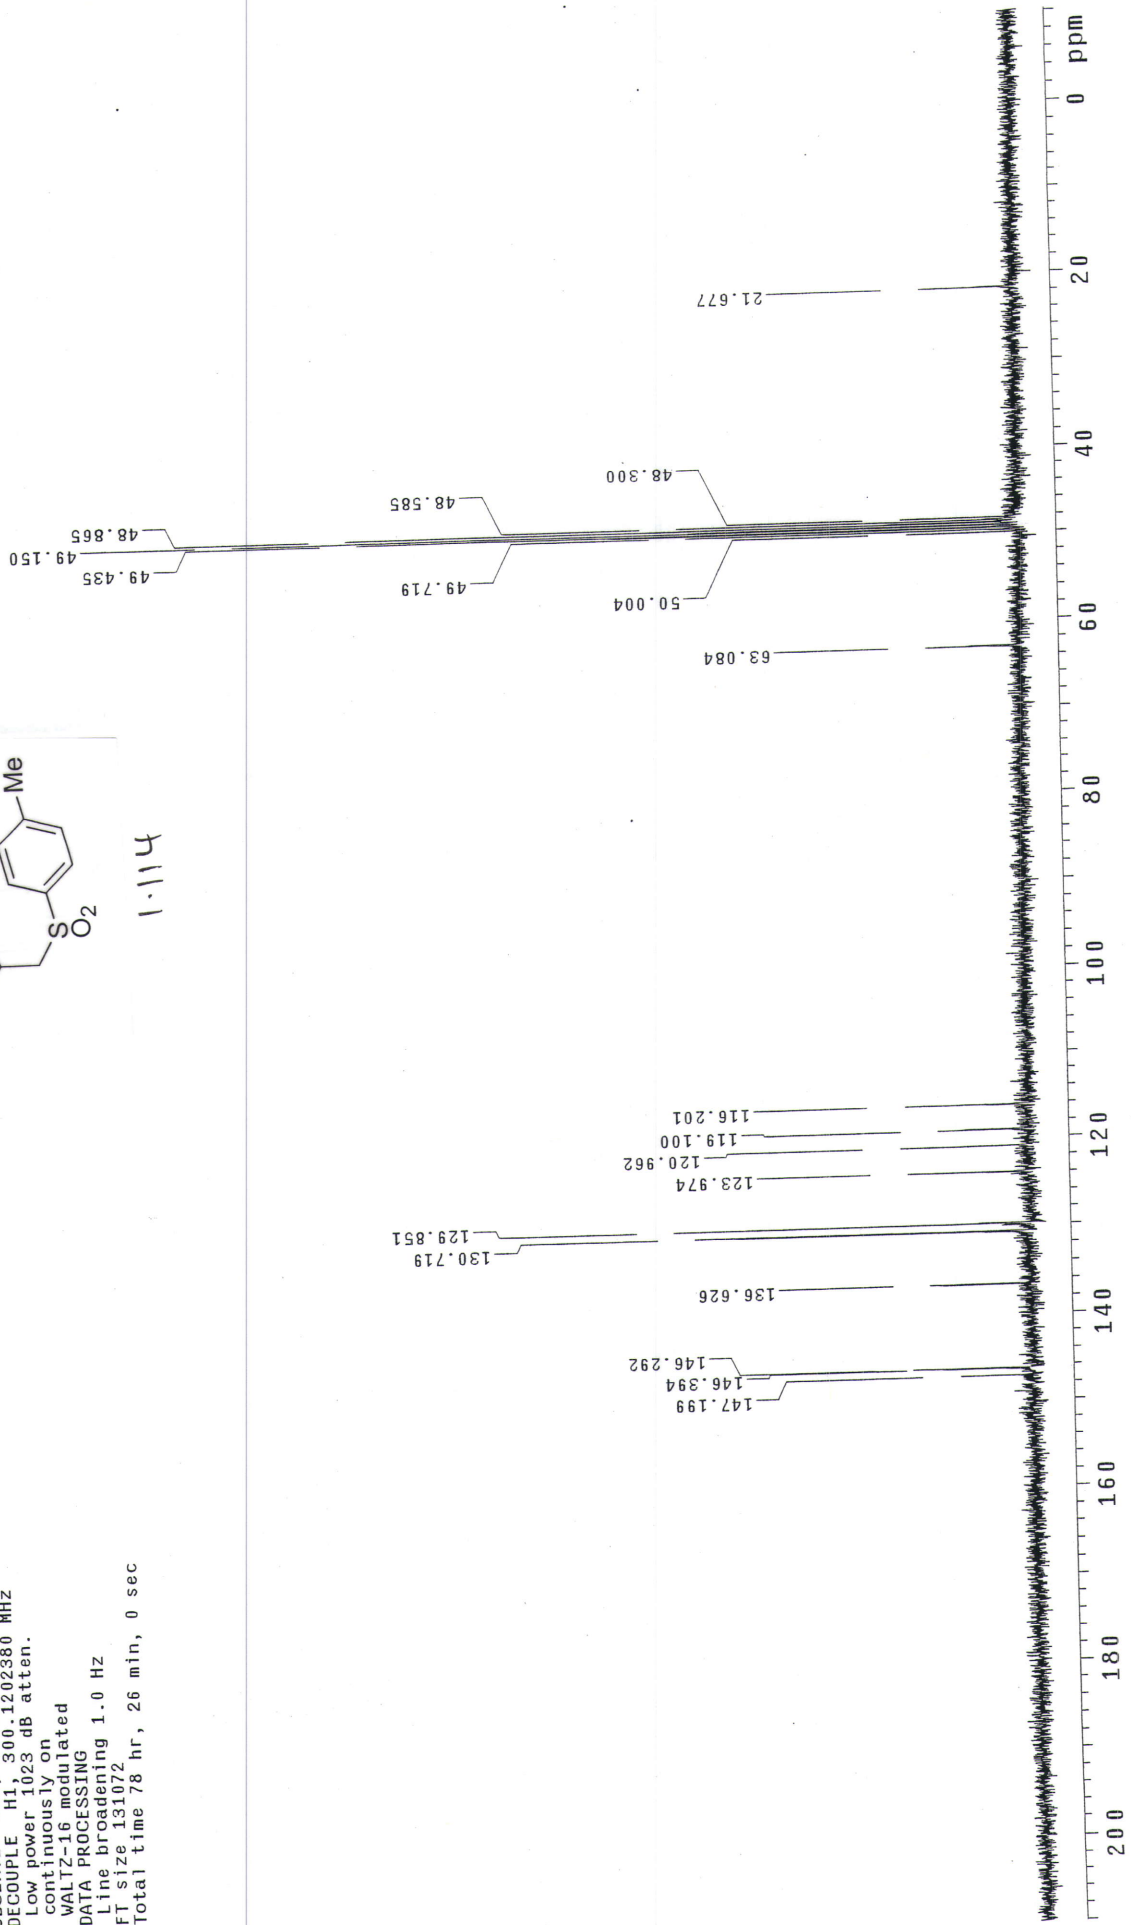 DECOUPLE H1, 300.1202380 MHz
Low power 1023 dB atten.
continuously on
WALTZ-16 modulated
DATA PROCESSING
Line broadening 1.0 Hz
FT size 131072
Total time 78 hr, 26 min, 0 sec
Me
S
O2
1.114
147.199
146.394
146.292
136.626
130.719
129.851
123.974
120.962
119.100
116.201
63.084
50.004
49.719
49.435
49.150
48.865
48.585
48.300
21.677
200 180 160 140 120 100 80 60 40 20 0 ppm